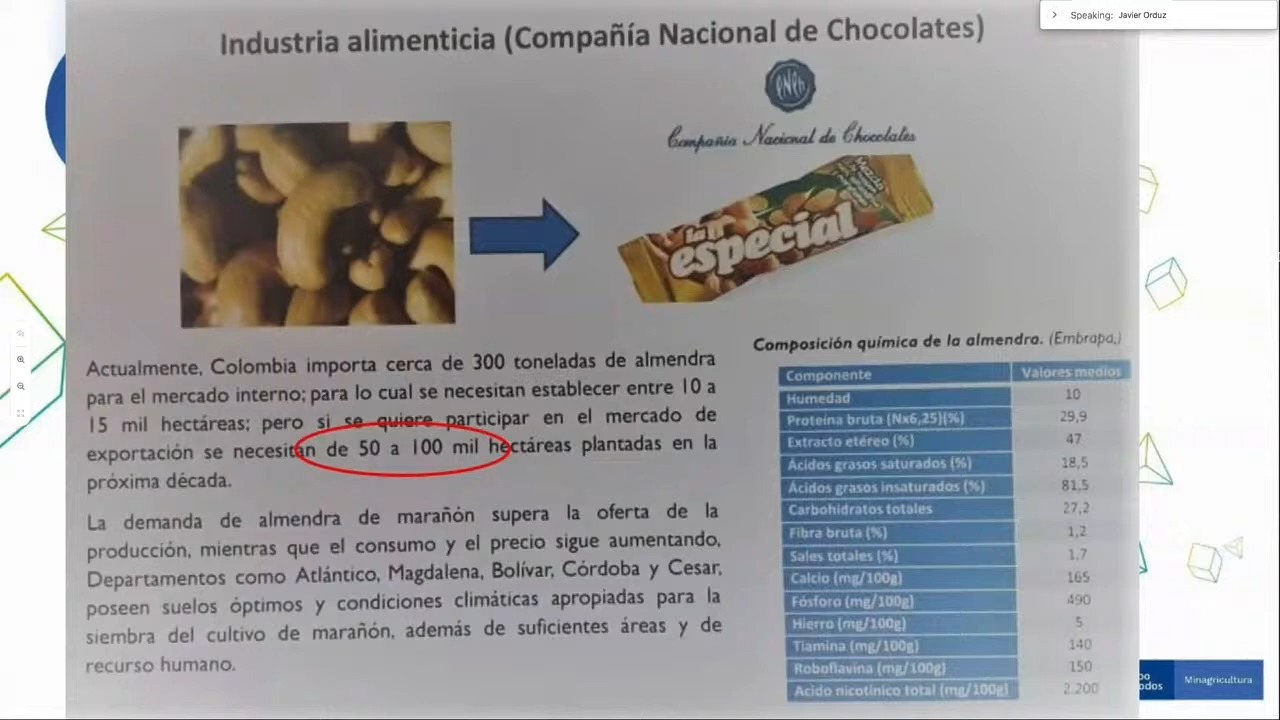 Speaking: Javier Orduz
Industria alimenticia (Compañía Nacional de Chocolates)
Compañía Nacional de Chocolates
la
especial
Mezcla
Actualmente, Colombia importa cerca de 300 toneladas de almendra
para el mercado interno; para lo cual se necesitan establecer entre 10 a
15 mil hectáreas; pero si se quiere participar en el mercado de
exportación se necesitan de 50 a 100 mil hectáreas plantadas en la
próxima década.
La demanda de almendra de marañón supera la oferta de la
producción, mientras que el consumo y el precio sigue aumentando,
Departamentos como Atlántico, Magdalena, Bolívar, Córdoba y Cesar,
poseen suelos óptimos y condiciones climáticas apropiadas para la
siembra del cultivo de marañón, además de suficientes áreas y de
recurso humano.
Composición química de la almendra. (Embrapa,)
Componente Valores medios
Humedad 10
Proteína bruta (Nx6,25)(%) 29,9
Extracto etéreo (%) 47
Ácidos grasos saturados (%) 18,5
Ácidos grasos insaturados (%) 81,5
Carbohidratos totales 27,2
Fibra bruta (%) 1,2
Sales totales (%) 1,7
Calcio (mg/100g) 165
Fósforo (mg/100g) 490
Hierro (mg/100g) 5
Tiamina (mg/100g) 140
Roboflavina (mg/100g) 150
Acido nicotínico total (mg/100g) 2.200
Minagricultura